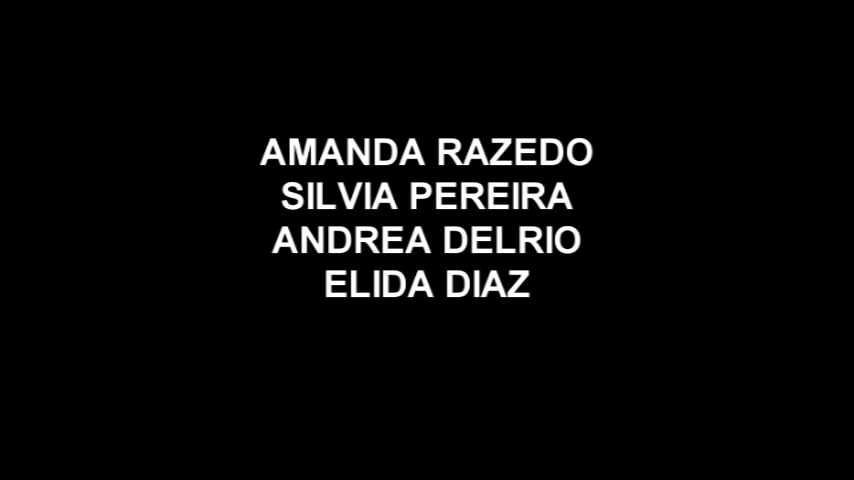 AMANDA RAZEDO
SILVIA PEREIRA
ANDREA DELRIO
ELIDA DIAZ